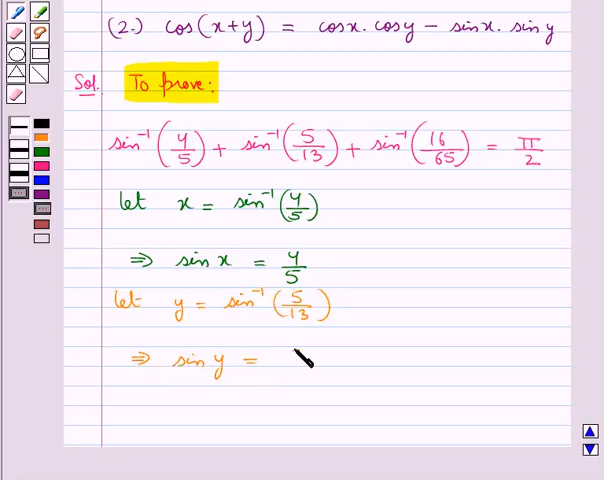 (2.) cos(x+y) = cosx. cosy − sinx. siny
Sol. To prove:
sin⁻¹(4/5) + sin⁻¹(5/13) + sin⁻¹(16/65) = π/2
let x = sin⁻¹(4/5)
⇒ sin x = 4/5
let y = sin⁻¹(5/13)
⇒ sin y =